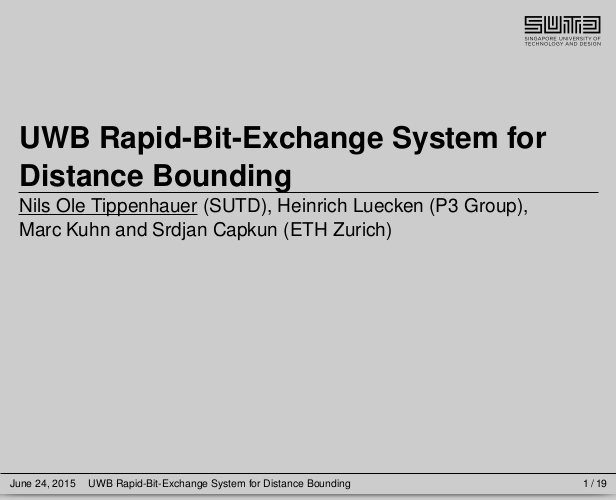 SUTD
SINGAPORE UNIVERSITY OF
TECHNOLOGY AND DESIGN
UWB Rapid-Bit-Exchange System for
Distance Bounding
Nils Ole Tippenhauer (SUTD), Heinrich Luecken (P3 Group),
Marc Kuhn and Srdjan Capkun (ETH Zurich)
June 24, 2015 UWB Rapid-Bit-Exchange System for Distance Bounding 1 / 19